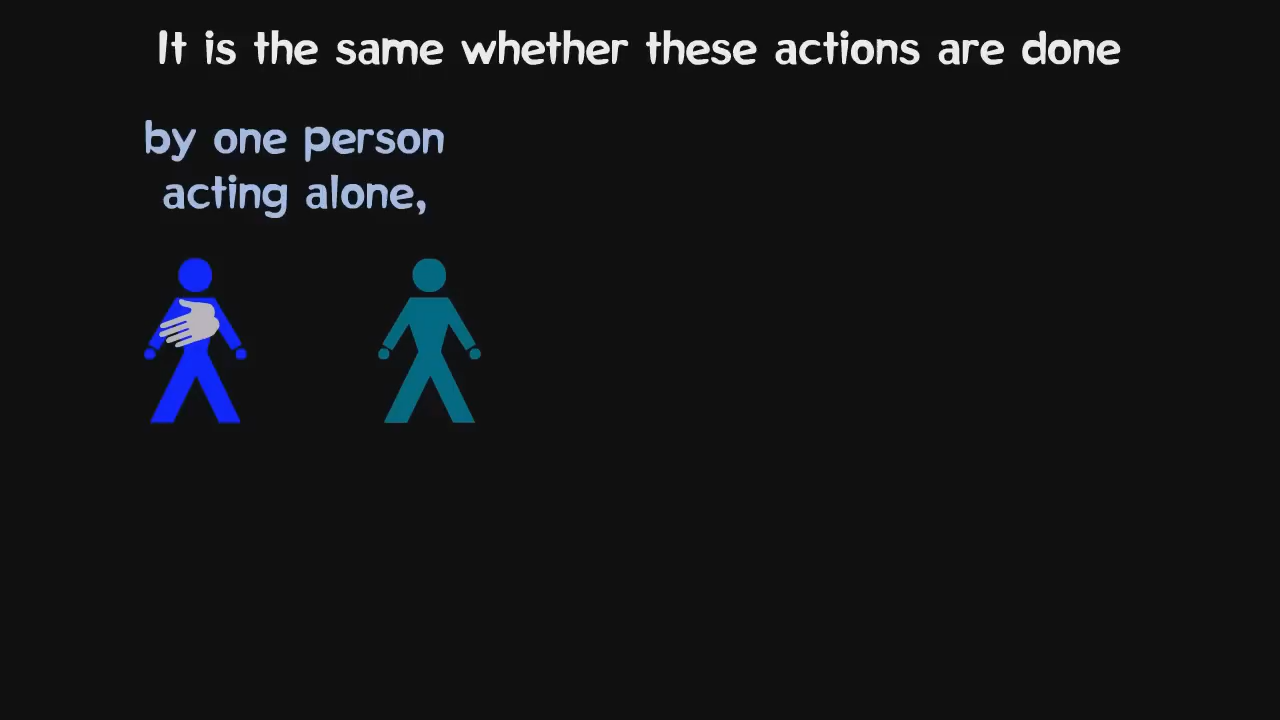 It is the same whether these actions are done
by one person
acting alone,